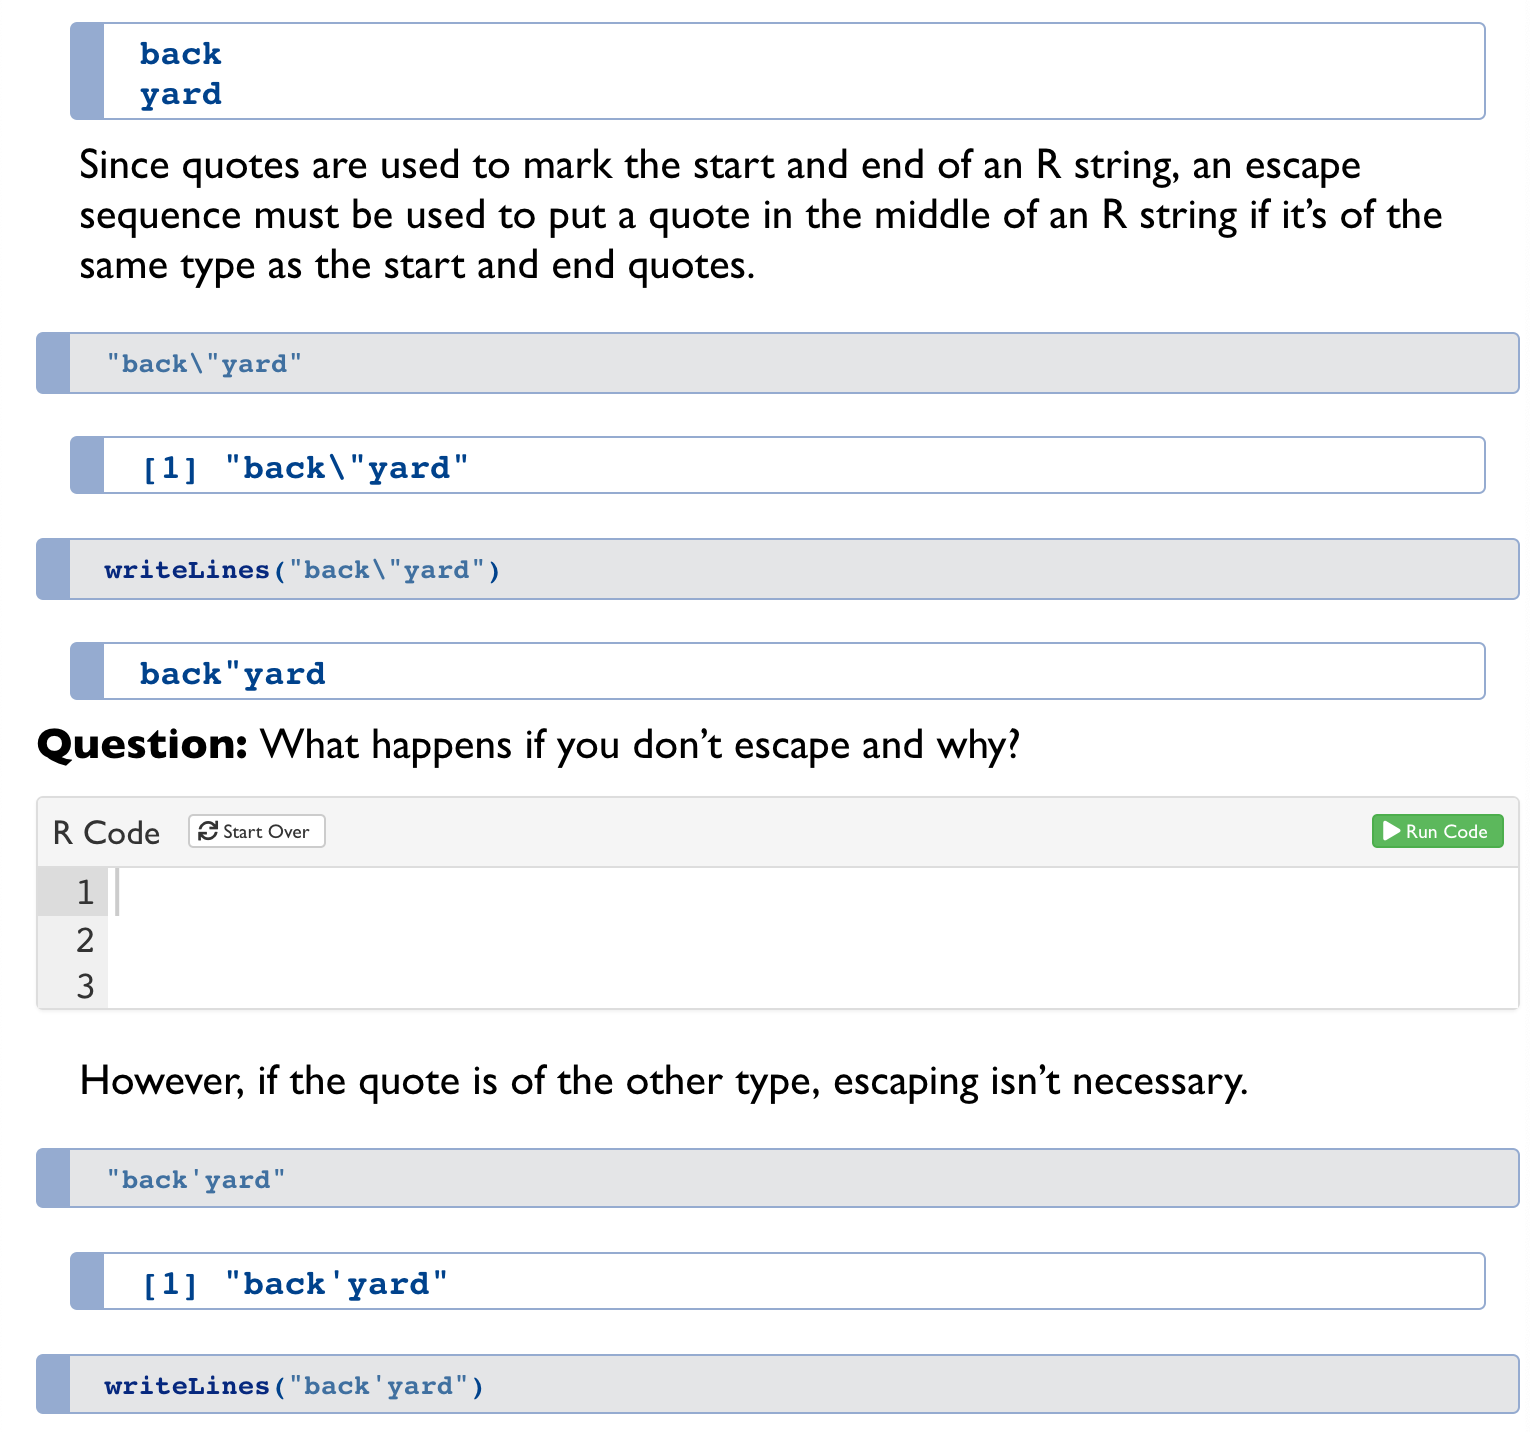 back
yard
Since quotes are used to mark the start and end of an R string, an escape
sequence must be used to put a quote in the middle of an R string if it’s of the
same type as the start and end quotes.
"back\"yard"
[1] "back\"yard"
writeLines("back\"yard")
back"yard
Question: What happens if you don’t escape and why?
R Code Start Over Run Code
1
2
3
However, if the quote is of the other type, escaping isn’t necessary.
"back'yard"
[1] "back'yard"
writeLines("back'yard")